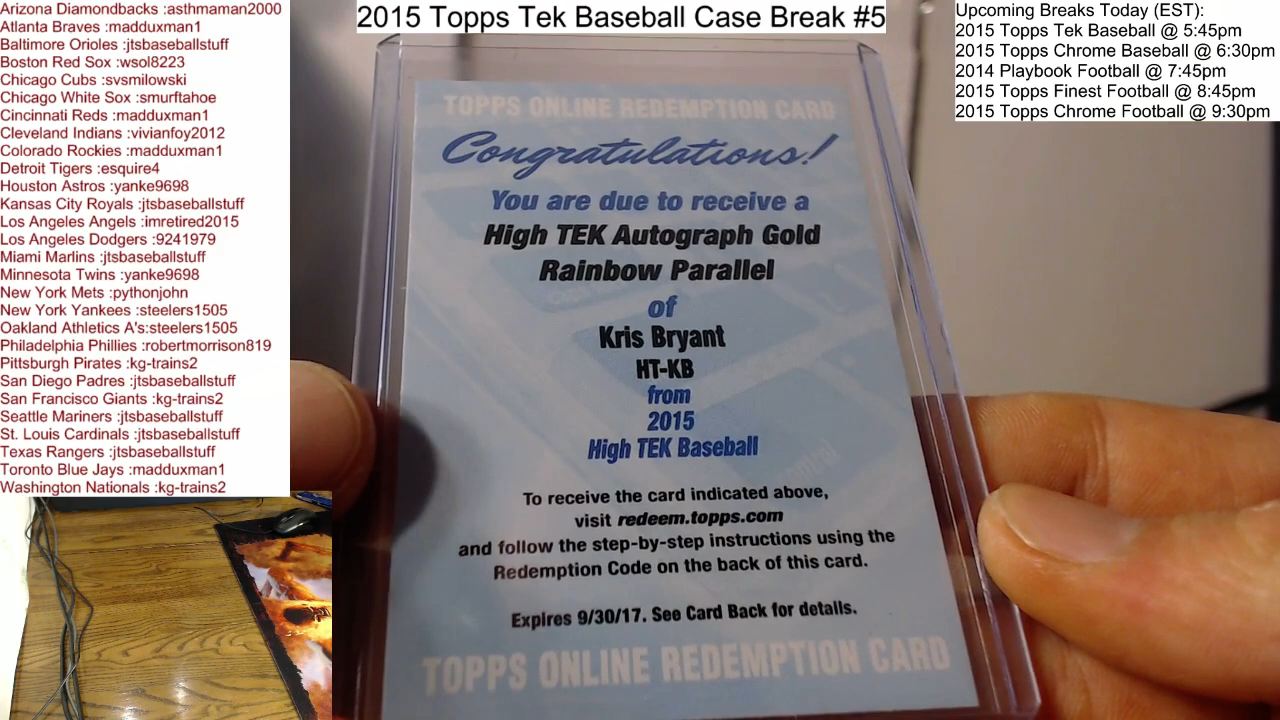 Arizona Diamondbacks :asthmaman2000
Atlanta Braves :madduxman1
Baltimore Orioles :jtsbaseballstuff
Boston Red Sox :wsol8223
Chicago Cubs :svsmilowski
Chicago White Sox :smurftahoe
Cincinnati Reds :madduxman1
Cleveland Indians :vivianfoy2012
Colorado Rockies :madduxman1
Detroit Tigers :esquire4
Houston Astros :yanke9698
Kansas City Royals :jtsbaseballstuff
Los Angeles Angels :imretired2015
Los Angeles Dodgers :9241979
Miami Marlins :jtsbaseballstuff
Minnesota Twins :yanke9698
New York Mets :pythonjohn
New York Yankees :steelers1505
Oakland Athletics A's:steelers1505
Philadelphia Phillies :robertmorrison819
Pittsburgh Pirates :kg-trains2
San Diego Padres :jtsbaseballstuff
San Francisco Giants :kg-trains2
Seattle Mariners :jtsbaseballstuff
St. Louis Cardinals :jtsbaseballstuff
Texas Rangers :jtsbaseballstuff
Toronto Blue Jays :madduxman1
Washington Nationals :kg-trains2
2015 Topps Tek Baseball Case Break #5
TOPPS ONLINE REDEMPTION CARD
Congratulations!
You are due to receive a
High TEK Autograph Gold
Rainbow Parallel
of
Kris Bryant
HT-KB
from
2015
High TEK Baseball
To receive the card indicated above,
visit redeem.topps.com
and follow the step-by-step instructions using the
Redemption Code on the back of this card.
Expires 9/30/17. See Card Back for details.
TOPPS ONLINE REDEMPTION CARD
Upcoming Breaks Today (EST):
2015 Topps Tek Baseball @ 5:45pm
2015 Topps Chrome Baseball @ 6:30pm
2014 Playbook Football @ 7:45pm
2015 Topps Finest Football @ 8:45pm
2015 Topps Chrome Football @ 9:30pm